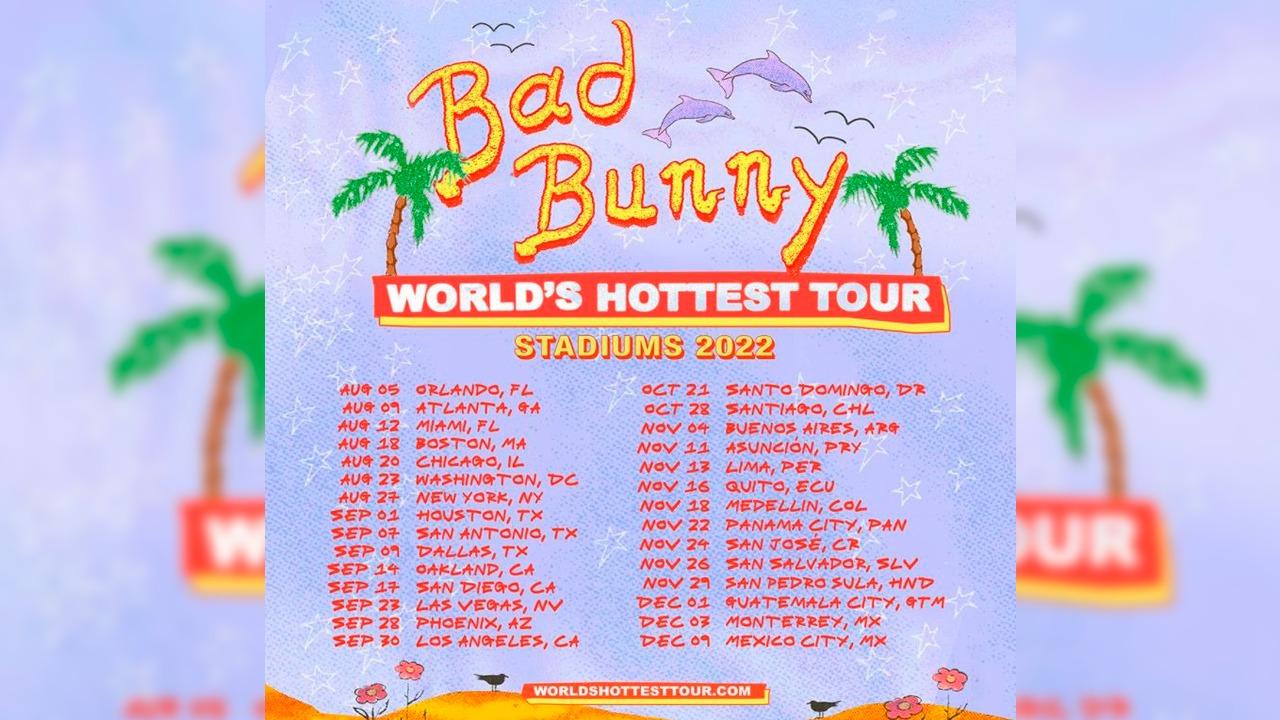 Bad
Bunny
WORLD'S HOTTEST TOUR
STADIUMS 2022
AUG 05 ORLANDO, FL
AUG 09 ATLANTA, GA
AUG 12 MIAMI, FL
AUG 18 BOSTON, MA
AUG 20 CHICAGO, IL
AUG 23 WASHINGTON, DC
AUG 27 NEW YORK, NY
SEP 01 HOUSTON, TX
SEP 07 SAN ANTONIO, TX
SEP 09 DALLAS, TX
SEP 14 OAKLAND, CA
SEP 17 SAN DIEGO, CA
SEP 23 LAS VEGAS, NV
SEP 28 PHOENIX, AZ
SEP 30 LOS ANGELES, CA
OCT 21 SANTO DOMINGO, DR
OCT 28 SANTIAGO, CHL
NOV 04 BUENOS AIRES, ARG
NOV 11 ASUNCIÓN, PRY
NOV 13 LIMA, PER
NOV 16 QUITO, ECU
NOV 18 MEDELLIN, COL
NOV 22 PANAMA CITY, PAN
NOV 24 SAN JOSÉ, CR
NOV 26 SAN SALVADOR, SLV
NOV 29 SAN PEDRO SULA, HND
DEC 01 GUATEMALA CITY, GTM
DEC 03 MONTERREY, MX
DEC 09 MEXICO CITY, MX
WORLDSHOTTESTTOUR.COM